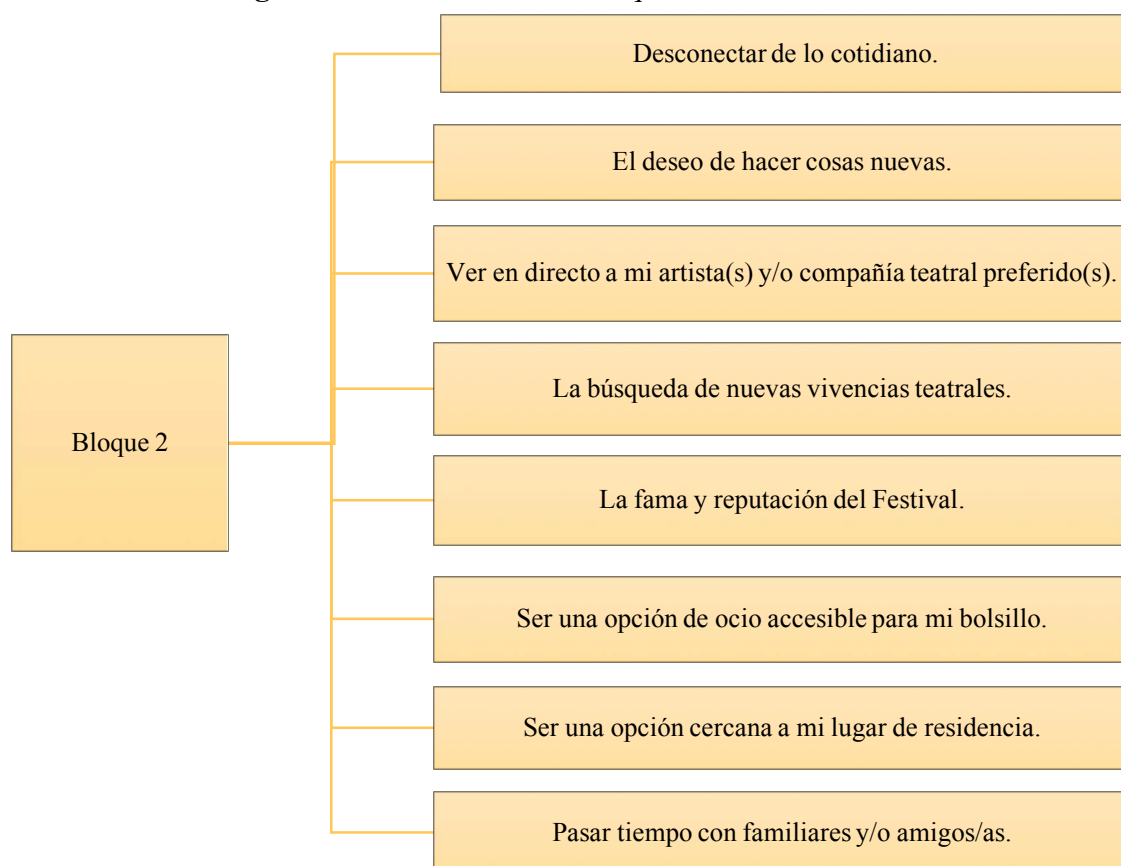 Desconectar de lo cotidiano.
El deseo de hacer cosas nuevas.
Ver en directo a mi artista(s) y/o compañía teatral preferido(s).
La búsqueda de nuevas vivencias teatrales.
Bloque 2
La fama y reputación del Festival.
Ser una opción de ocio accesible para mi bolsillo.
Ser una opción cercana a mi lugar de residencia.
Pasar tiempo con familiares y/o amigos/as.